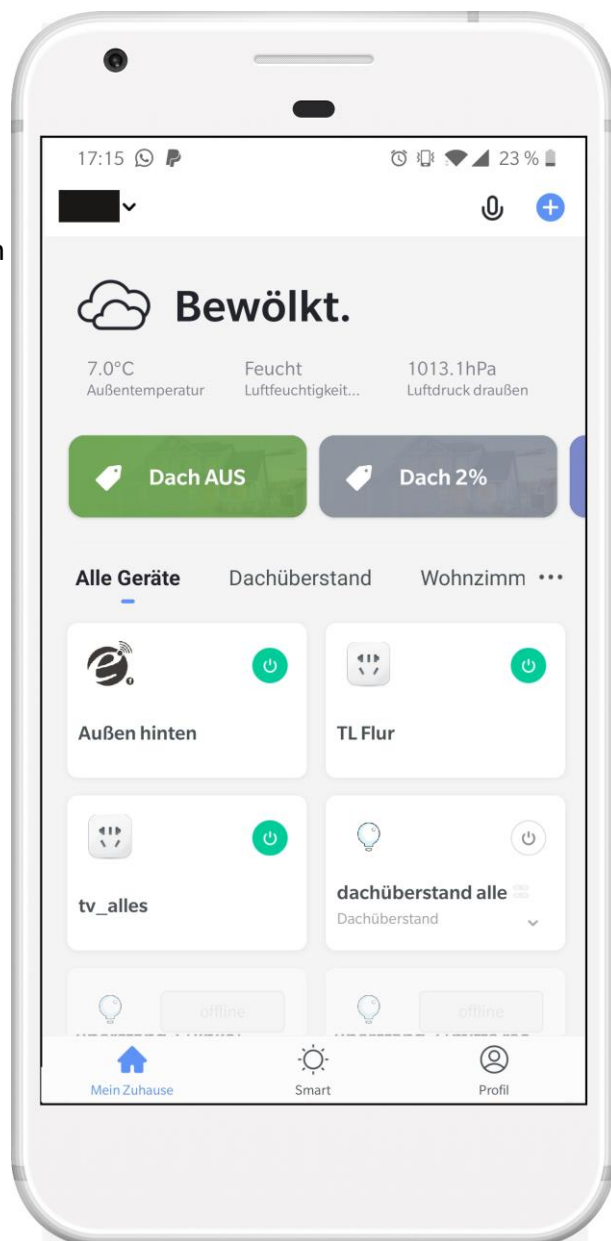 17:15 23 %
n
Bewölkt.
7.0°C Feucht 1013.1hPa
Außentemperatur Luftfeuchtigkeit... Luftdruck draußen
Dach AUS Dach 2%
Alle Geräte Dachüberstand Wohnzimm •••
Außen hinten TL Flur
tv_alles dachüberstand alle
Dachüberstand
offline offline
Mein Zuhause Smart Profil